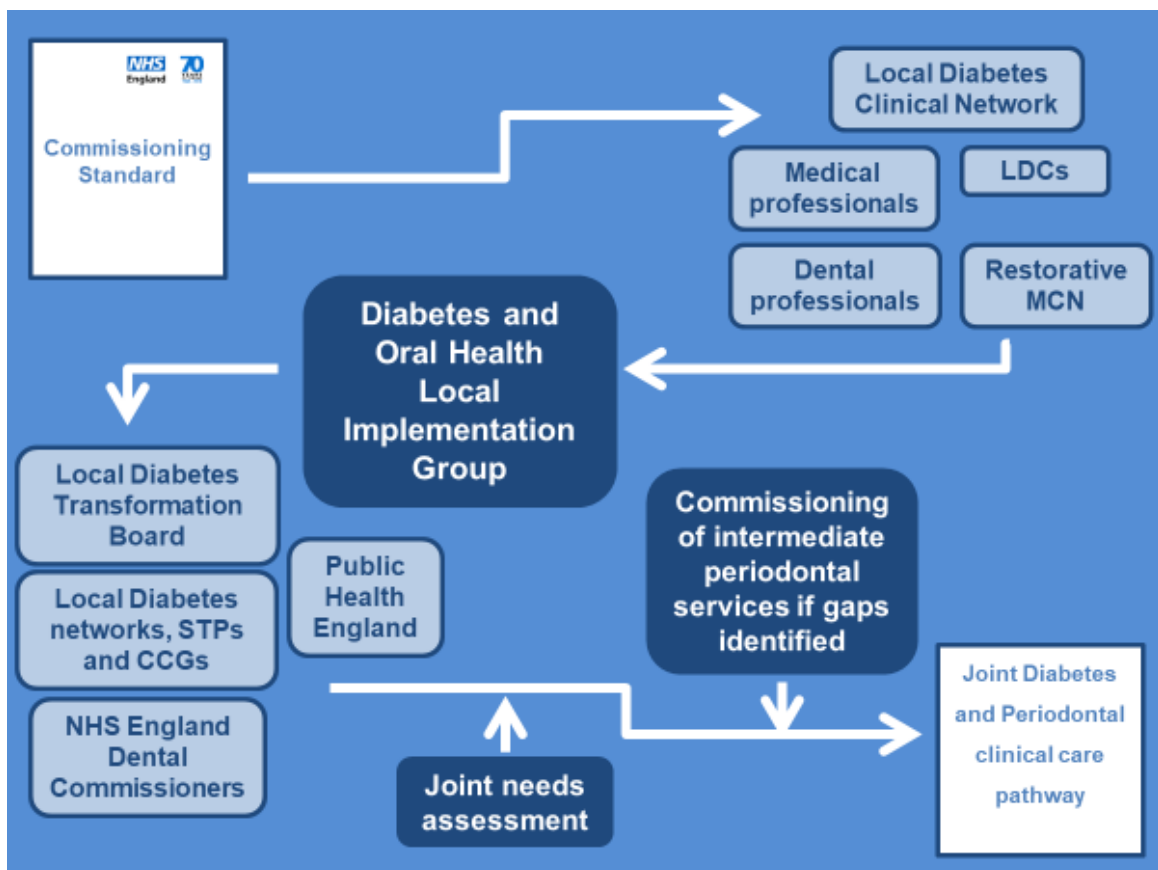 NHS
England
70
Commissioning
Standard
Local Diabetes
Clinical Network
Medical
professionals
LDCs
Dental
professionals
Restorative
MCN
Diabetes and
Oral Health
Local
Implementation
Group
Local Diabetes
Transformation
Board
Public
Health
England
Local Diabetes
networks, STPs
and CCGs
NHS England
Dental
Commissioners
Commissioning
of intermediate
periodontal
services if gaps
identified
Joint needs
assessment
Joint Diabetes
and Periodontal
clinical care
pathway